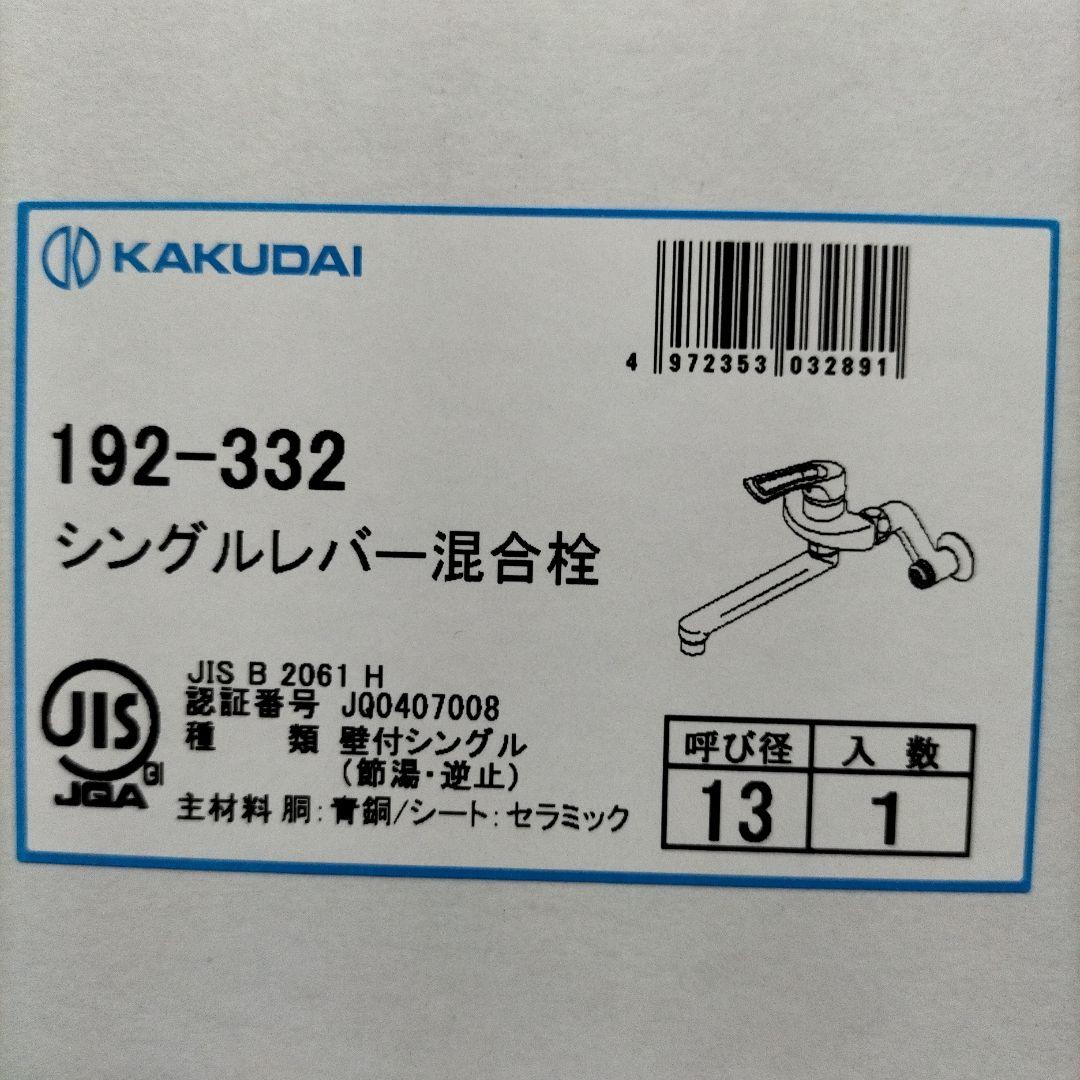 KAKUDAI
4 972353 032891
192-332
シングルレバー混合栓
JIS B 2061 H
認証番号 JQ0407008
種 類 壁付シングル
(節湯・逆止)
主材料 胴:青銅/シート:セラミック
JIS
JQA
呼び径 入 数
13 1